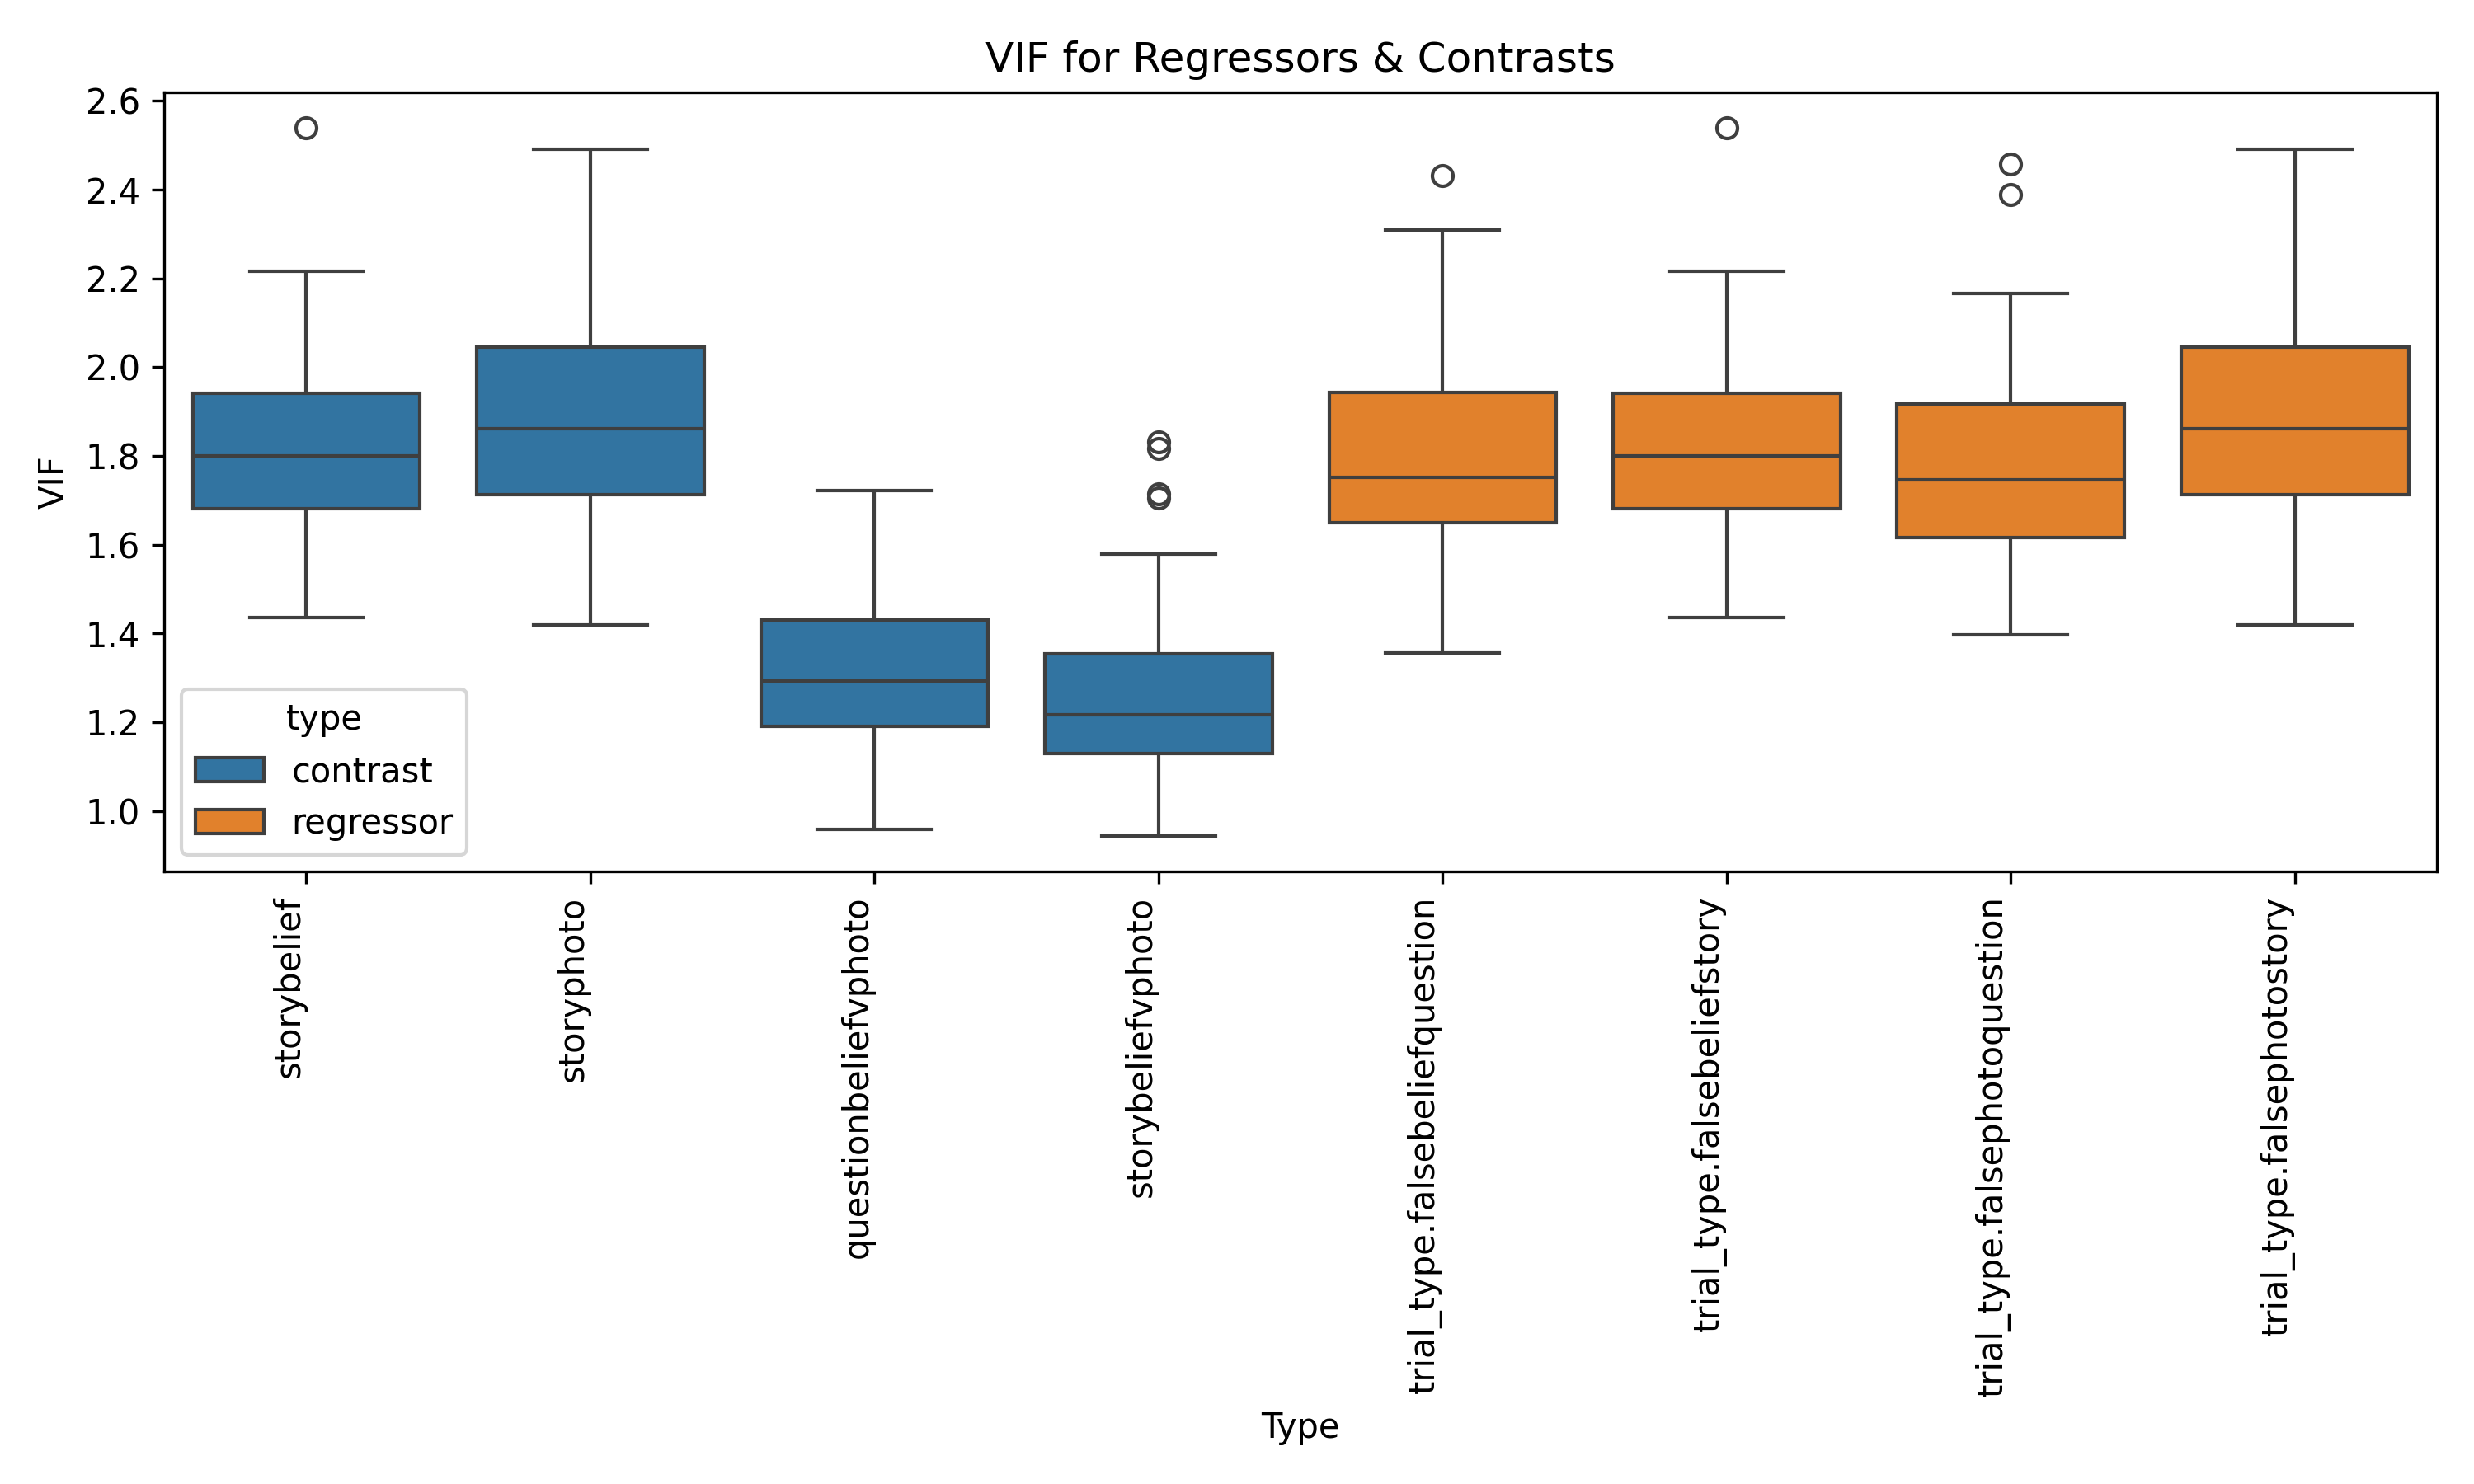 VIF for Regressors & Contrasts
2.6
2.4
2.2
2.0
1.8
1.6
1.4
1.2
1.0
VIF
type
contrast
regressor
storybelief
storyphoto
questionbeliefvphoto
storybeliefvphoto
trial_type.falsebeliefquestion
trial_type.falsebeliefstory
trial_type.falsephotoquestion
trial_type.falsephotostory
Type